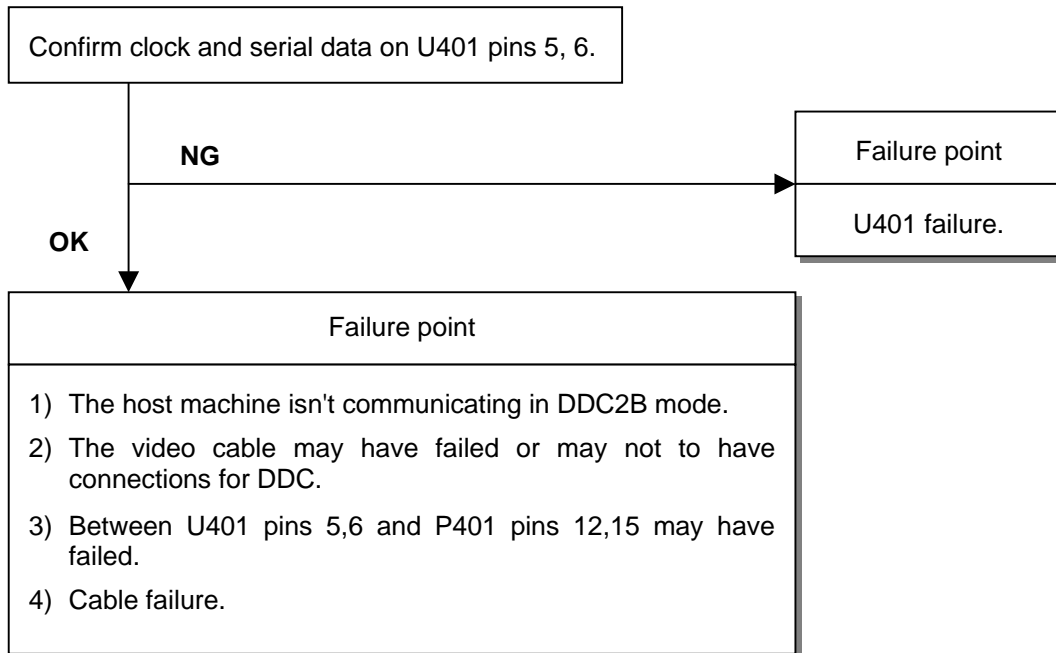 Confirm clock and serial data on U401 pins 5, 6.
NG
Failure point
U401 failure.
OK
Failure point
1) The host machine isn't communicating in DDC2B mode.
2) The video cable may have failed or may not to have
connections for DDC.
3) Between U401 pins 5,6 and P401 pins 12,15 may have
failed.
4) Cable failure.